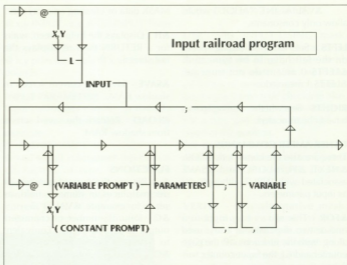 @
X,Y
Input railroad program
L
INPUT
;
@
(VARIABLE PROMPT )
PARAMETERS
,
VARIABLE
X,Y
( CONSTANT PROMPT)
,
,